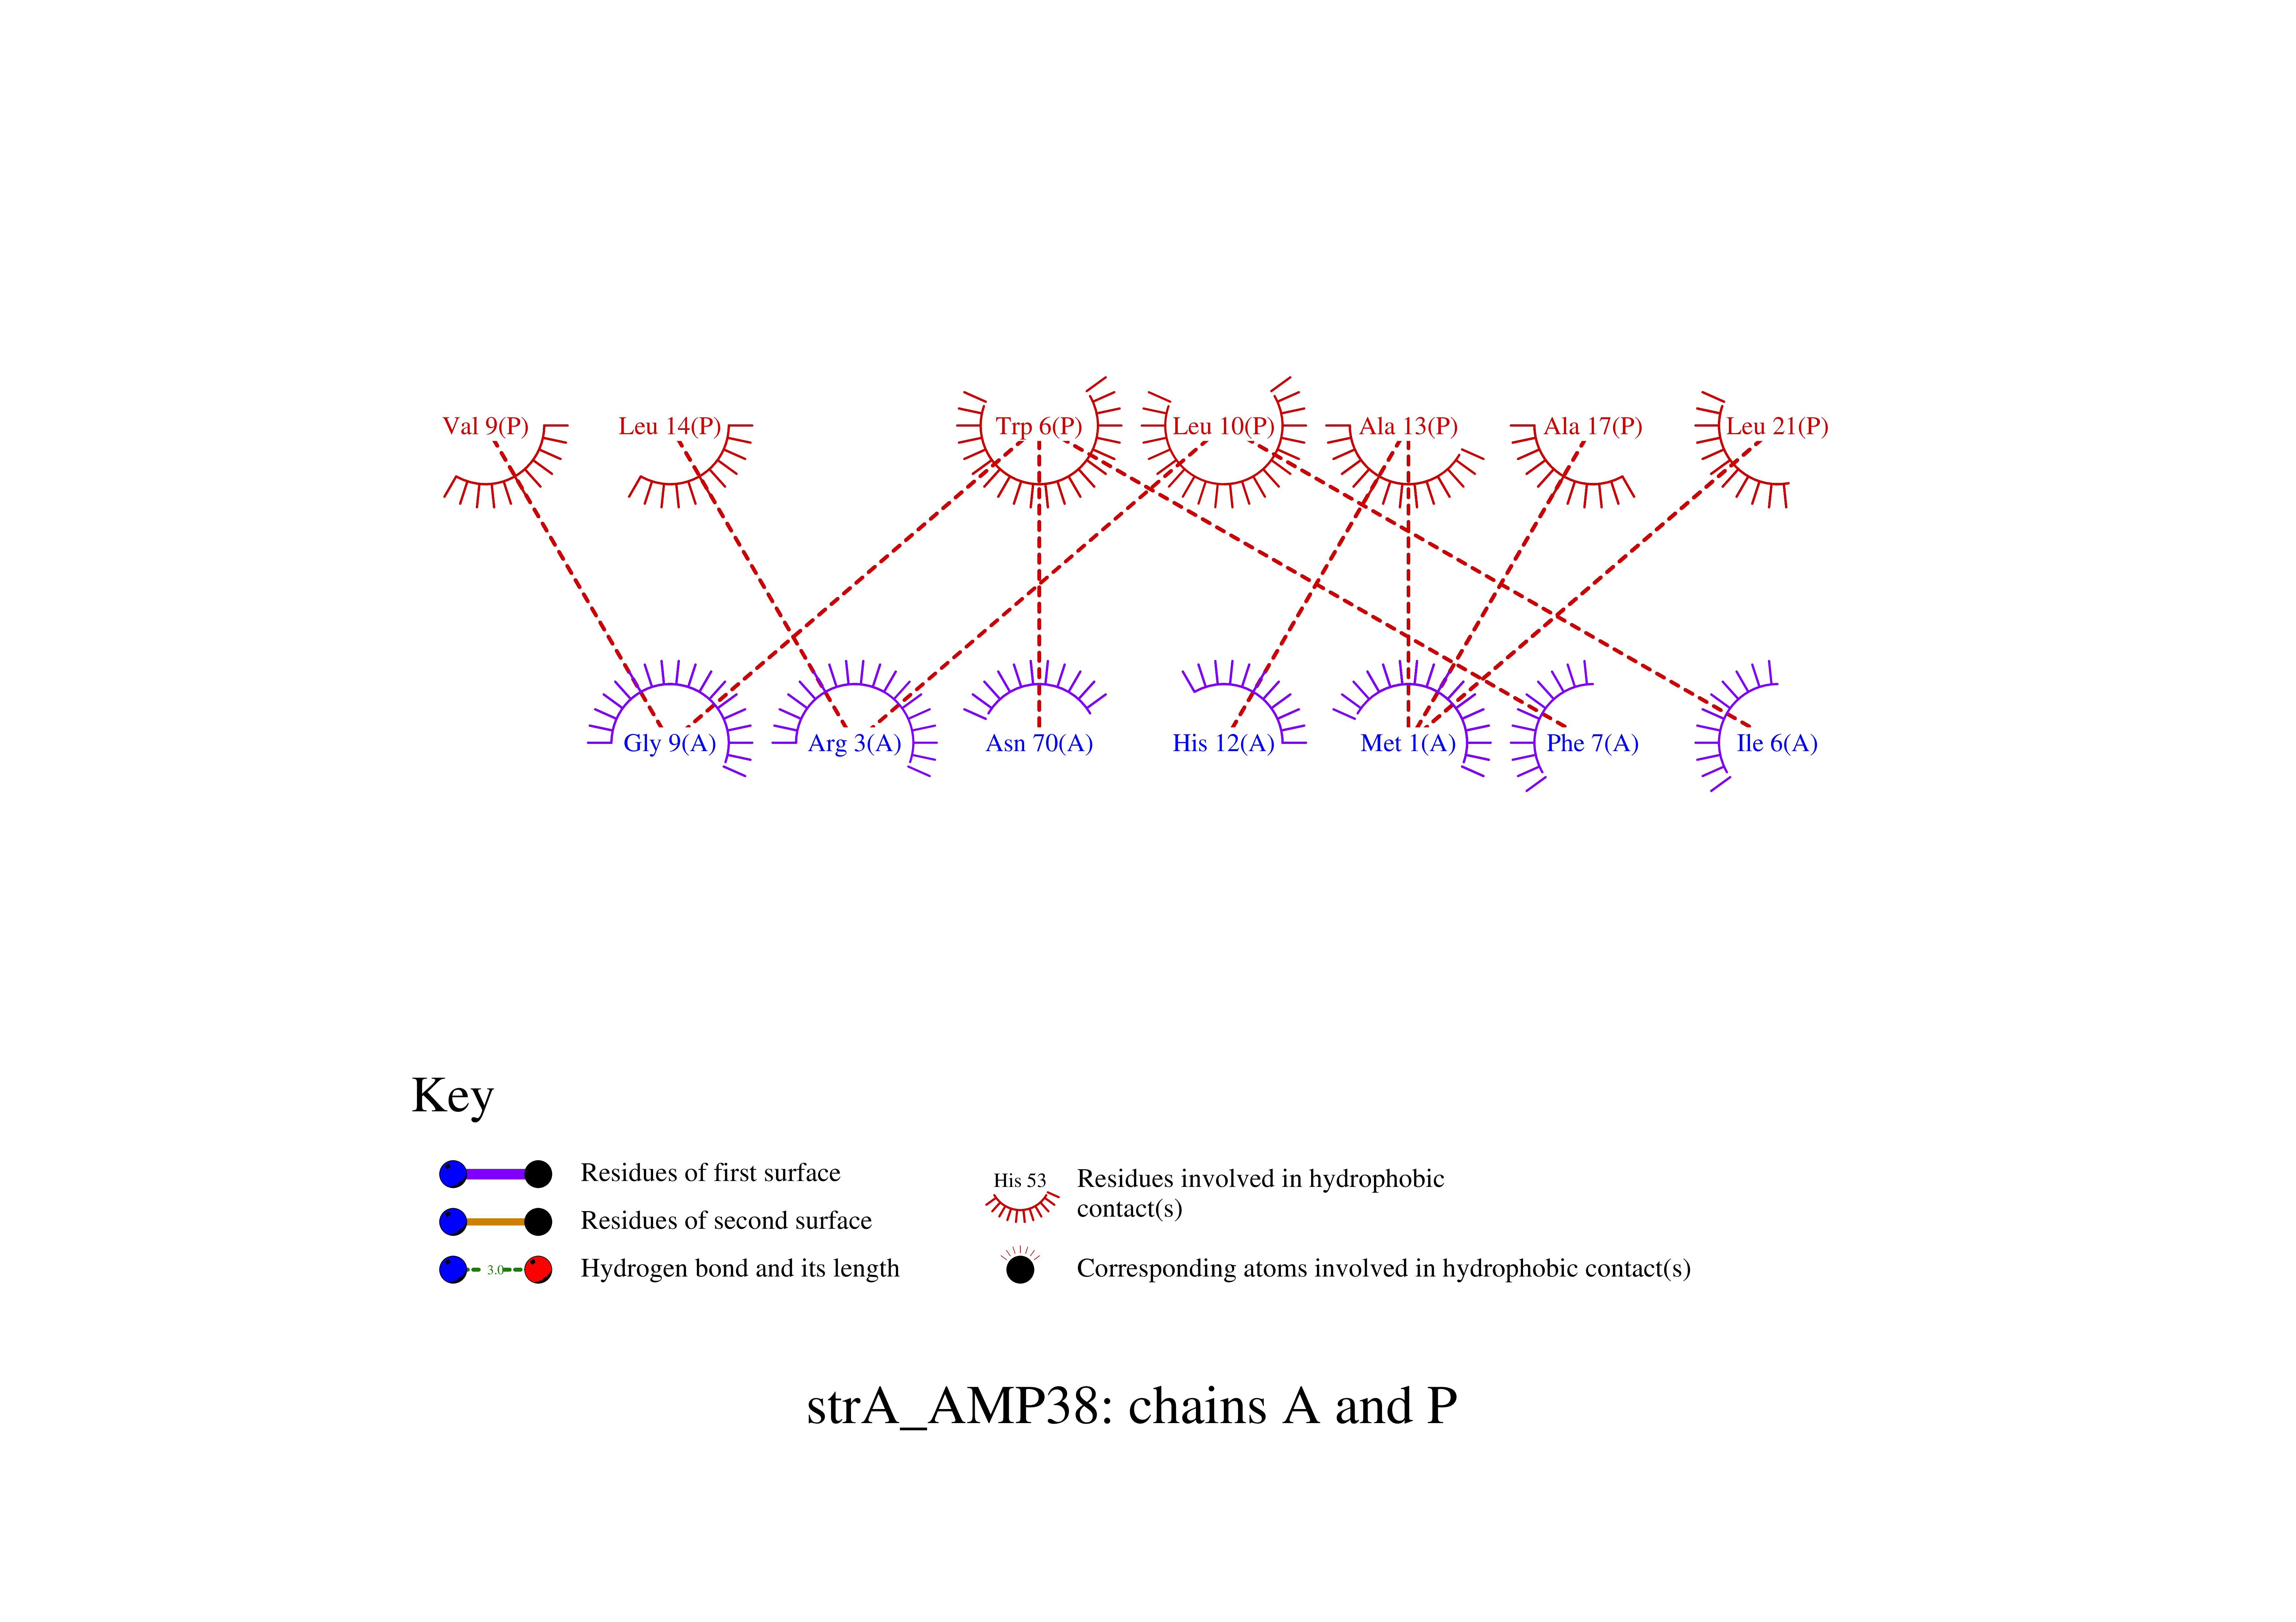 Val 9(P) Leu 14(P) Trp 6(P) Leu 10(P) Ala 13(P) Ala 17(P) Leu 21(P)
Gly 9(A) Arg 3(A) Asn 70(A) His 12(A) Met 1(A) Phe 7(A) Ile 6(A)
Key
Residues of first surface
Residues of second surface
3.0
Hydrogen bond and its length
His 53
Residues involved in hydrophobic
contact(s)
Corresponding atoms involved in hydrophobic contact(s)
strA_AMP38: chains A and P